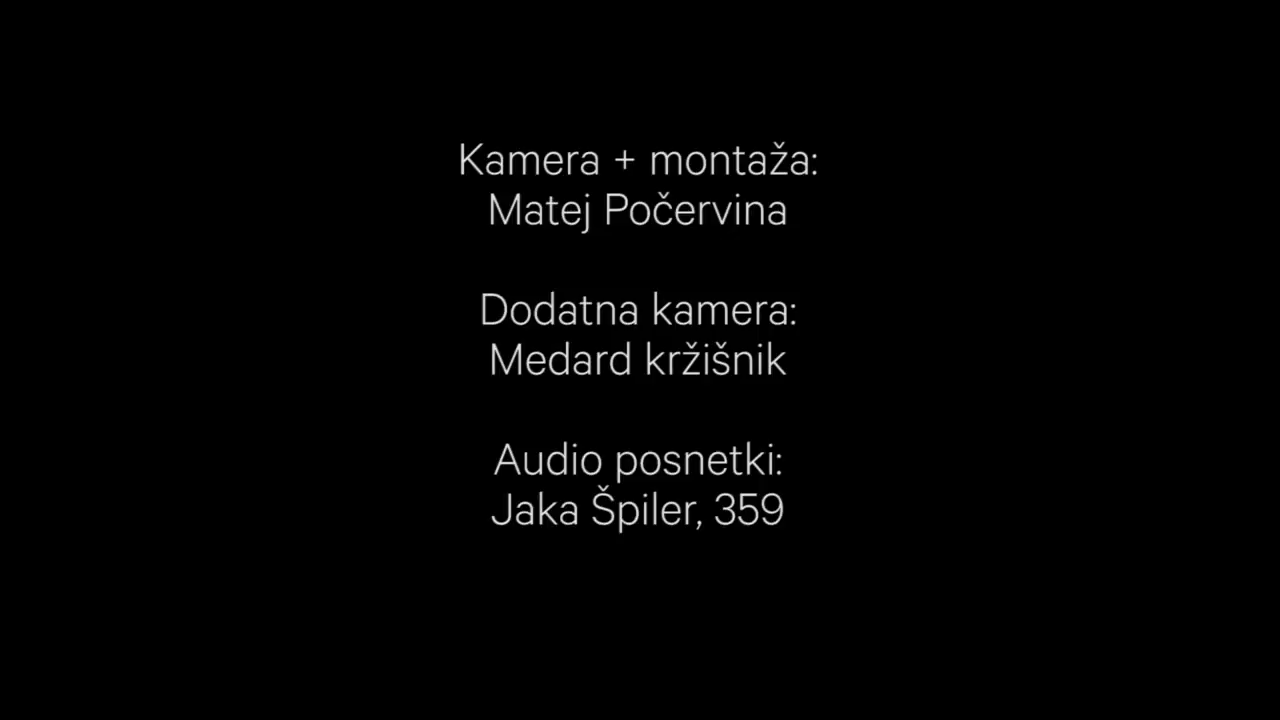 Kamera + montaža:
Matej Počervina
Dodatna kamera:
Medard kržišnik
Audio posnetki:
Jaka Špiler, 359